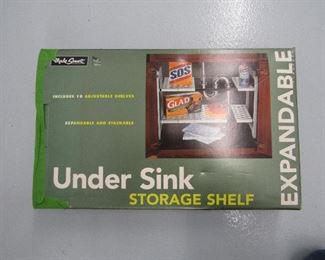 INCLUDES 10 ADJUSTABLE SHELVES
EXPANDABLE AND STACKABLE
SOS
GLAD
Under Sink
STORAGE SHELF
EXPANDABLE